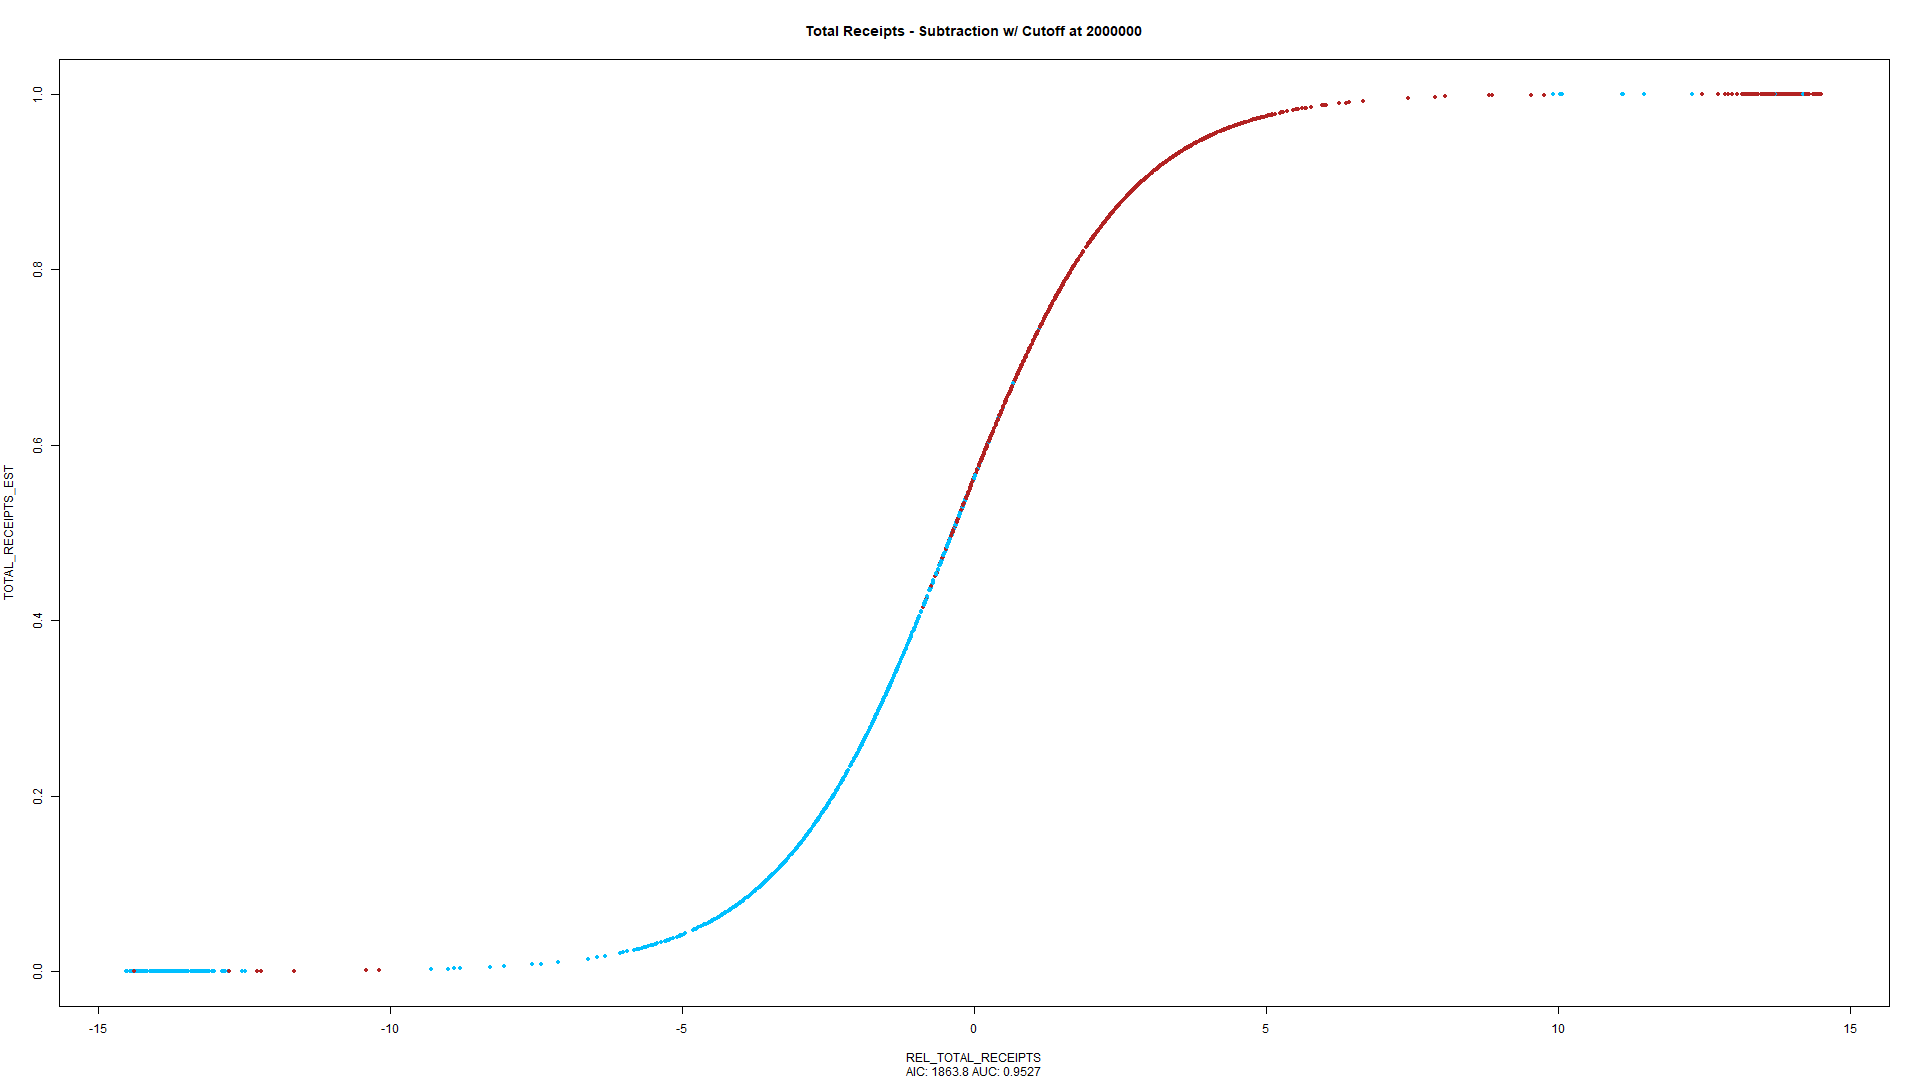 Total Receipts - Subtraction w/ Cutoff at 2000000
TOTAL_RECEIPTS_EST
1.0
0.8
0.6
0.4
0.2
0.0
-15 -10 -5 0 5 10 15
REL_TOTAL_RECEIPTS
AIC: 1863.8 AUC: 0.9527